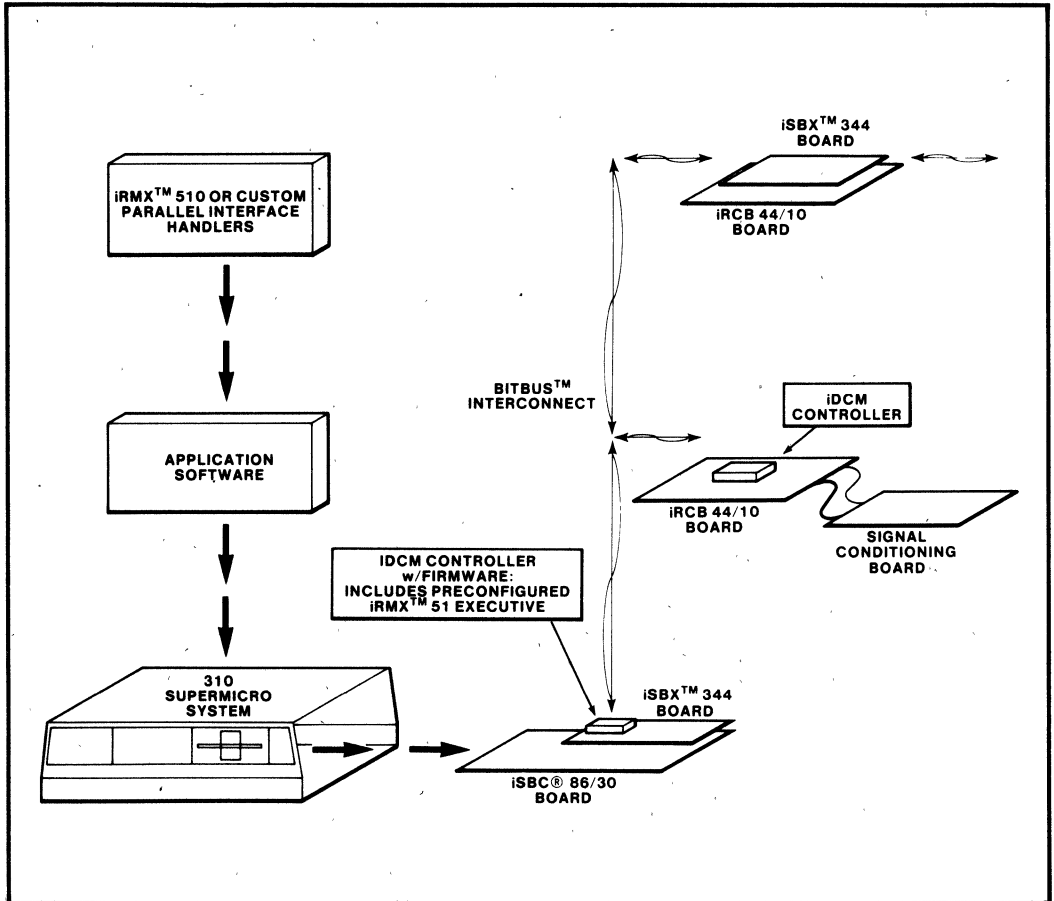 iRMX™ 510 OR CUSTOM
PARALLEL INTERFACE
HANDLERS
APPLICATION
SOFTWARE
310
SUPERMICRO
SYSTEM
IDCM CONTROLLER
w/FIRMWARE:
INCLUDES PRECONFIGURED
iRMX™ 51 EXECUTIVE
iSBX™ 344
BOARD
iSBC® 86/30
BOARD
BITBUS™
INTERCONNECT
iSBX™ 344
BOARD
iRCB 44/10
BOARD
iDCM
CONTROLLER
iRCB 44/10
BOARD
SIGNAL
CONDITIONING
BOARD